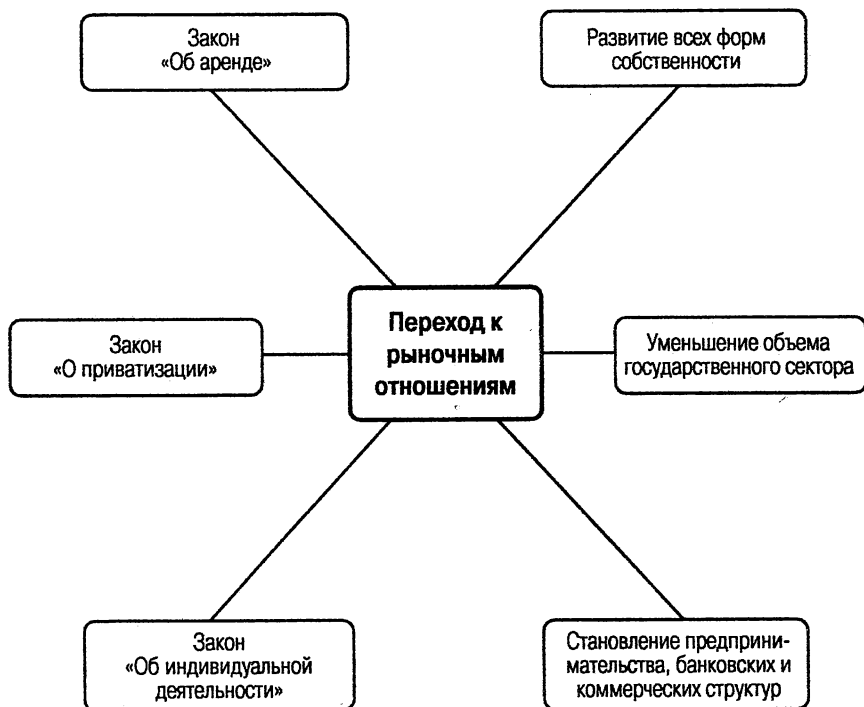 Закон
«Об аренде»
Развитие всех форм
собственности
Закон
«О приватизации»
Переход к
рыночным
отношениям
Уменьшение объема
государственного сектора
Закон
«Об индивидуальной
деятельности»
Становление предприни-
мательства, банковских и
коммерческих структур